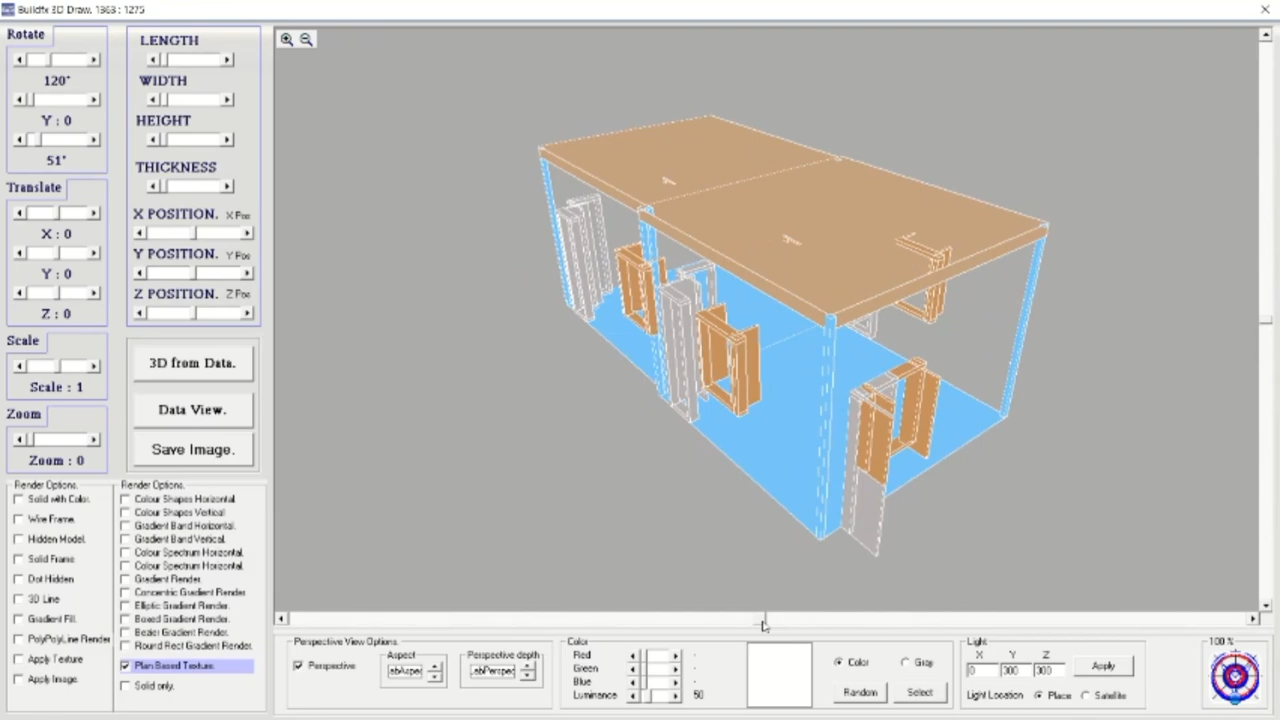 Buildfx 3D Draw. 1363 : 1275
Rotate
120°
Y : 0
51°
Translate
X : 0
Y : 0
Z : 0
Scale
Scale : 1
Zoom
Zoom : 0
LENGTH
WIDTH
HEIGHT
THICKNESS
X POSITION. X Pos
Y POSITION. Y Pos
Z POSITION. Z Pos
3D from Data.
Data View.
Save Image.
Render Options.
Solid with Color.
Wire Frame.
Hidden Model.
Solid Frame
Dot Hidden
3D Line
Gradient Fill.
PolyPolyLine Render
Apply Texture
Apply Image.
Render Options.
Colour Shapes Horizontal.
Colour Shapes Vertical
Gradient Band Horizontal.
Gradient Band Vertical.
Colour Spectrum Horizontal.
Colour Spectrum Horizontal.
Gradient Render.
Concentric Gradient Render
Elliptic Gradient Render.
Boxed Gradient Render.
Bezier Gradient Render.
Round Rect Gradient Render.
Plan Based Texture.
Solid only.
Perspective View Options.
Perspective
Aspect
Perspective depth
Color
Red
Green
Blue
Luminance
50
Color
Gray
Random
Select
Light
X Y Z
0 300 300
Apply
Light Location
Place
Satellite
100 %